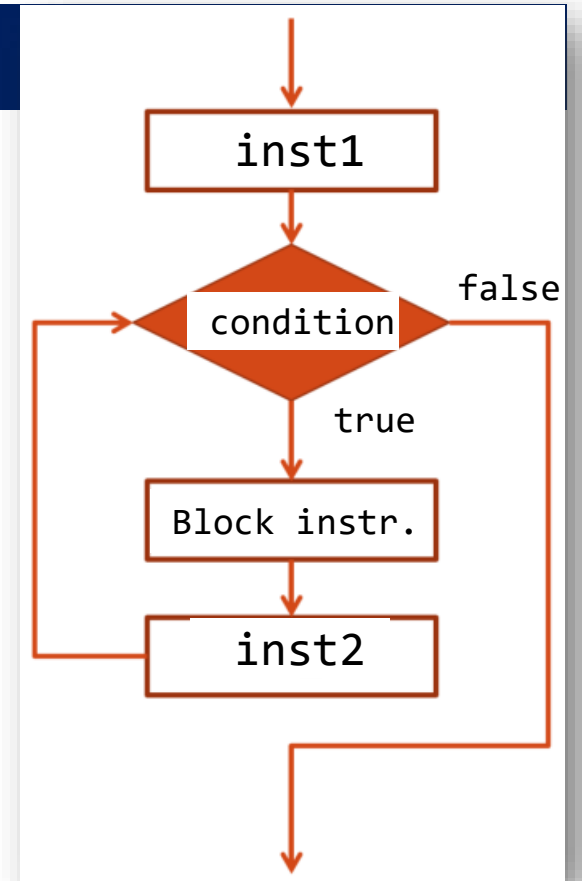 inst1
false
condition
true
Block instr.
inst2